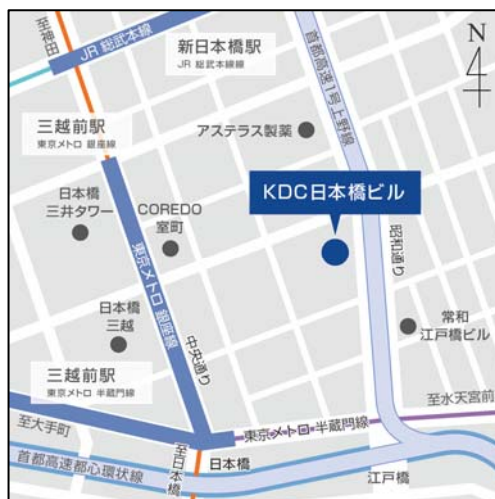 至神田
JR 総武本線
新日本橋駅
JR 総武本線線
首都高速1号上野線
N
三越前駅
東京メトロ 銀座線
アステラス製薬
日本橋
三井タワー
COREDO
室町
KDC日本橋ビル
東京メトロ 銀座線
昭和通り
日本橋
三越
中央通り
常和
江戸橋ビル
三越前駅
東京メトロ 半蔵門線
至水天宮前
至大手町
東京メトロ 半蔵門線
首都高速都心環状線
至日本橋
日本橋
江戸橋